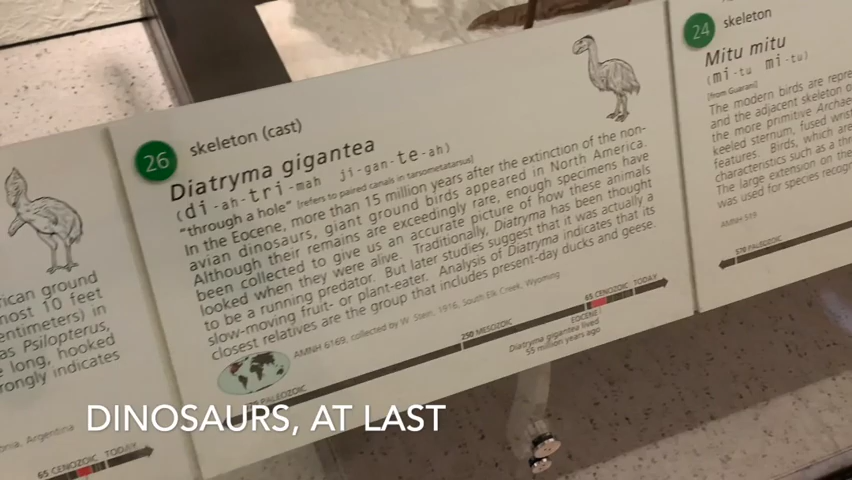 26
skeleton (cast)
Diatryma gigantea
(di-ah-tri-mah ji-gan-te-ah)
"through a hole" [refers to paired canals in tarsometatarsus]
In the Eocene, more than 15 million years after the extinction of the non-
avian dinosaurs, giant ground birds appeared in North America.
Although their remains are exceedingly rare, enough specimens have
been collected to give us an accurate picture of how these animals
looked when they were alive. Traditionally, Diatryma has been thought
to be a running predator. But later studies suggest that it was actually a
slow-moving fruit- or plant-eater. Analysis of Diatryma indicates that its
closest relatives are the group that includes present-day ducks and geese.
AMNH 6169, collected by W. Stein, 1916, South Elk Creek, Wyoming
PALEOZOIC
250 MESOZOIC
65 CENOZOIC TODAY
EOCENE
Diatryma gigantea lived
55 million years ago
24
skeleton
Mitu mitu
(mi-tu mi-tu)
[from Guarani]
The modern birds are
and the adjacent skeleton
the more primitive
keeled sternum, fused
features. Birds, which are
characteristics such as a
The large extension on the
was used for species
570 PALEOZOIC
ground
most 10 feet
in
as Psilopterus,
long, hooked
indicates
Argentina
65 CENOZOIC TODAY
DINOSAURS, AT LAST